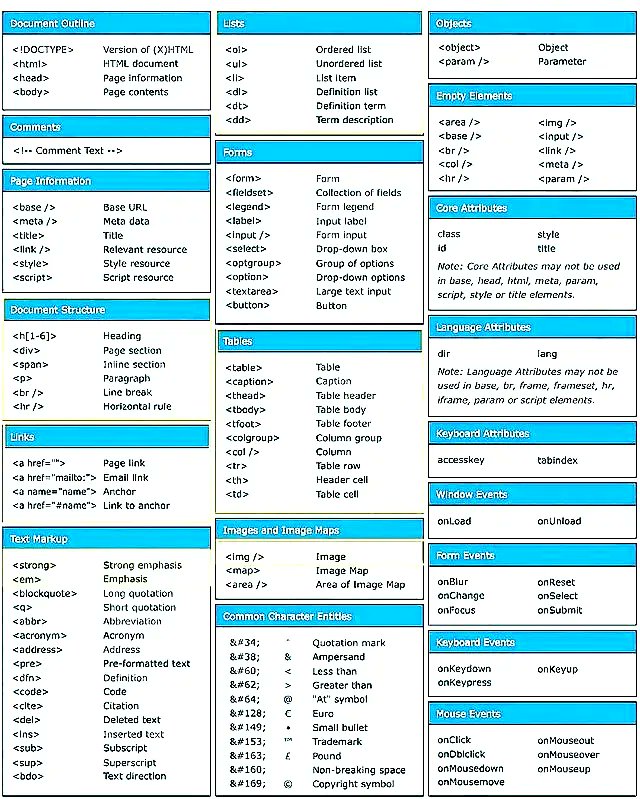 Document Outline
<!DOCTYPE> Version of (X)HTML
<html> HTML document
<head> Page information
<body> Page contents
Comments
<!-- Comment Text -->
Page Information
<base /> Base URL
<meta /> Meta data
<title> Title
<link /> Relevant resource
<style> Style resource
<script> Script resource
Document Structure
<h[1-6]> Heading
<div> Page section
<span> Inline section
<p> Paragraph
<br /> Line break
<hr /> Horizontal rule
Links
<a href=""> Page link
<a href="mailto:"> Email link
<a name="name"> Anchor
<a href="#name"> Link to anchor
Text Markup
<strong> Strong emphasis
<em> Emphasis
<blockquote> Long quotation
<q> Short quotation
<abbr> Abbreviation
<acronym> Acronym
<address> Address
<pre> Pre-formatted text
<dfn> Definition
<code> Code
<cite> Citation
<del> Deleted text
<ins> Inserted text
<sub> Subscript
<sup> Superscript
<bdo> Text direction
Lists
<ol> Ordered list
<ul> Unordered list
<li> List item
<dl> Definition list
<dt> Definition term
<dd> Term description
Forms
<form> Form
<fieldset> Collection of fields
<legend> Form legend
<label> Input label
<input /> Form input
<select> Drop-down box
<optgroup> Group of options
<option> Drop-down options
<textarea> Large text input
<button> Button
Tables
<table> Table
<caption> Caption
<thead> Table header
<tbody> Table body
<tfoot> Table footer
<colgroup> Column group
<col /> Column
<tr> Table row
<th> Header cell
<td> Table cell
Images and Image Maps
<img /> Image
<map> Image Map
<area /> Area of Image Map
Common Character Entities
&#34; " Quotation mark
&#38; & Ampersand
&#60; < Less than
&#62; > Greater than
&#64; @ "At" symbol
&#128; € Euro
&#149; • Small bullet
&#153; ™ Trademark
&#163; £ Pound
&#160; Non-breaking space
&#169; © Copyright symbol
Objects
<object> Object
<param /> Parameter
Empty Elements
<area /> <img />
<base /> <input />
<br /> <link />
<col /> <meta />
<hr /> <param />
Core Attributes
class style
id title
Note: Core Attributes may not be used
in base, head, html, meta, param,
script, style or title elements.
Language Attributes
dir lang
Note: Language Attributes may not be
used in base, br, frame, frameset, hr,
iframe, param or script elements.
Keyboard Attributes
accesskey tabindex
Window Events
onLoad onUnload
Form Events
onBlur onReset
onChange onSelect
onFocus onSubmit
Keyboard Events
onKeydown onKeyup
onKeypress
Mouse Events
onClick onMouseout
onDblclick onMouseover
onMousedown onMouseup
onMousemove